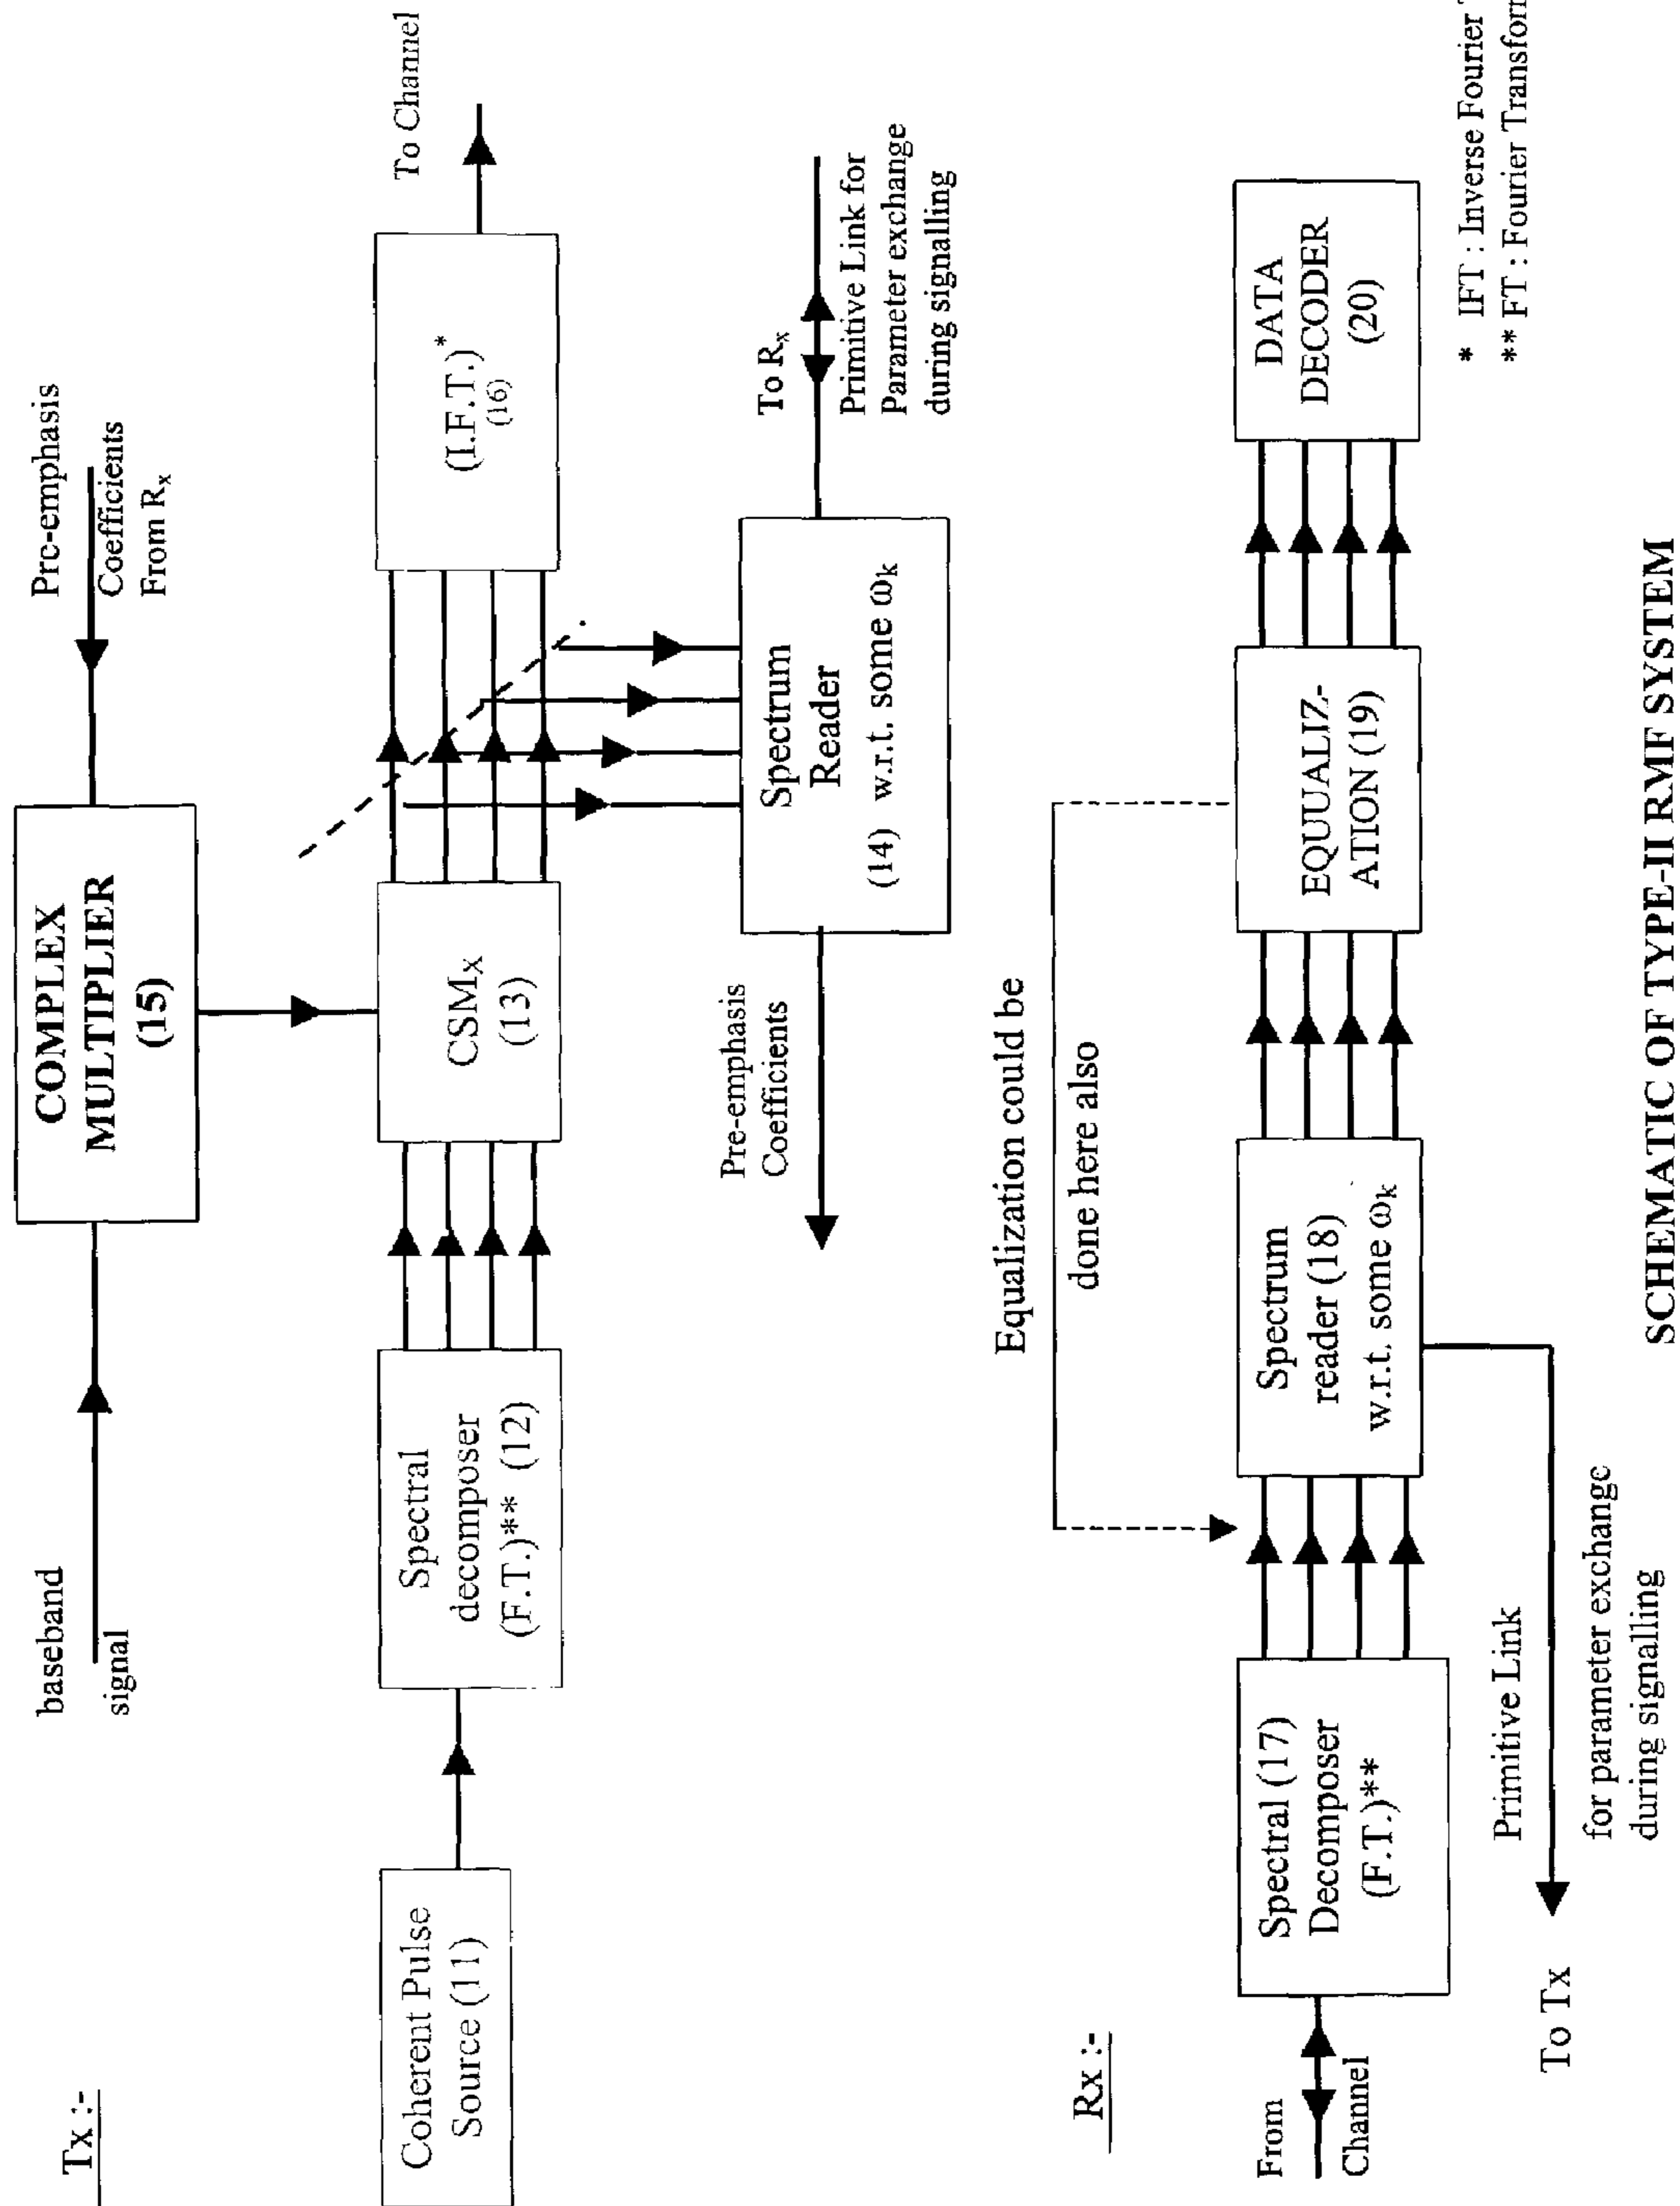 Tx :-
baseband
signal
COMPLEX
MULTIPLIER
(15)
Pre-emphasis
Coefficients
From Rx
Coherent Pulse
Source (11)
Spectral
decomposer
(F.T.)** (12)
CSMx
(13)
(I.F.T.)*
(16)
To Channel
Pre-emphasis
Coefficients
Spectrum
Reader
(14) w.r.t. some ωk
To Rx
Primitive Link for
Parameter exchange
during signalling
Rx :-
Equalization could be
done here also
From
Channel
Spectral (17)
Decomposer
(F.T.)**
Spectrum
reader (18)
w.r.t. some ωk
EQUUALIZ-
ATION (19)
DATA
DECODER
(20)
To Tx
Primitive Link
for parameter exchange
during signalling
* IFT : Inverse Fourier
** FT : Fourier Transfor
SCHEMATIC OF TYPE-II RMF SYSTEM